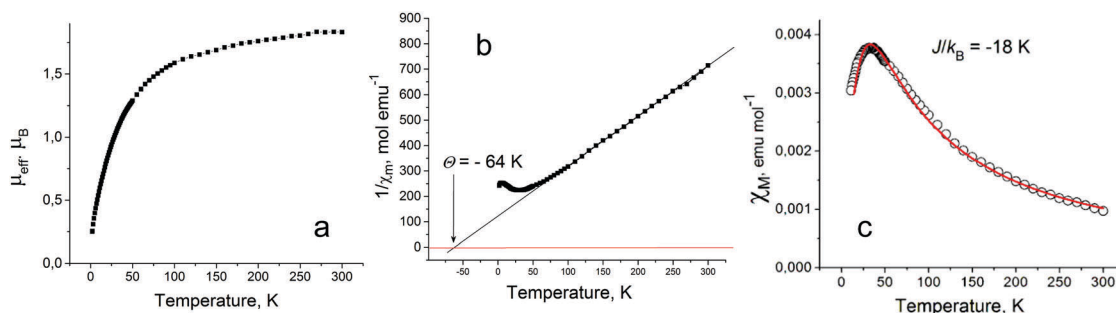 μeff, μB
2,0
1,5
1,0
0,5
0,0
0 50 100 150 200 250 300
Temperature, K
a
1/χm, mol emu⁻¹
900
800
700
600
500
400
300
200
100
0
-50 0 50 100 150 200 250 300
Temperature, K
b
Θ = - 64 K
χM, emu mol⁻¹
0,004
0,003
0,002
0,001
0,000
0 50 100 150 200 250 300
Temperature, K
c
J/kB = -18 K